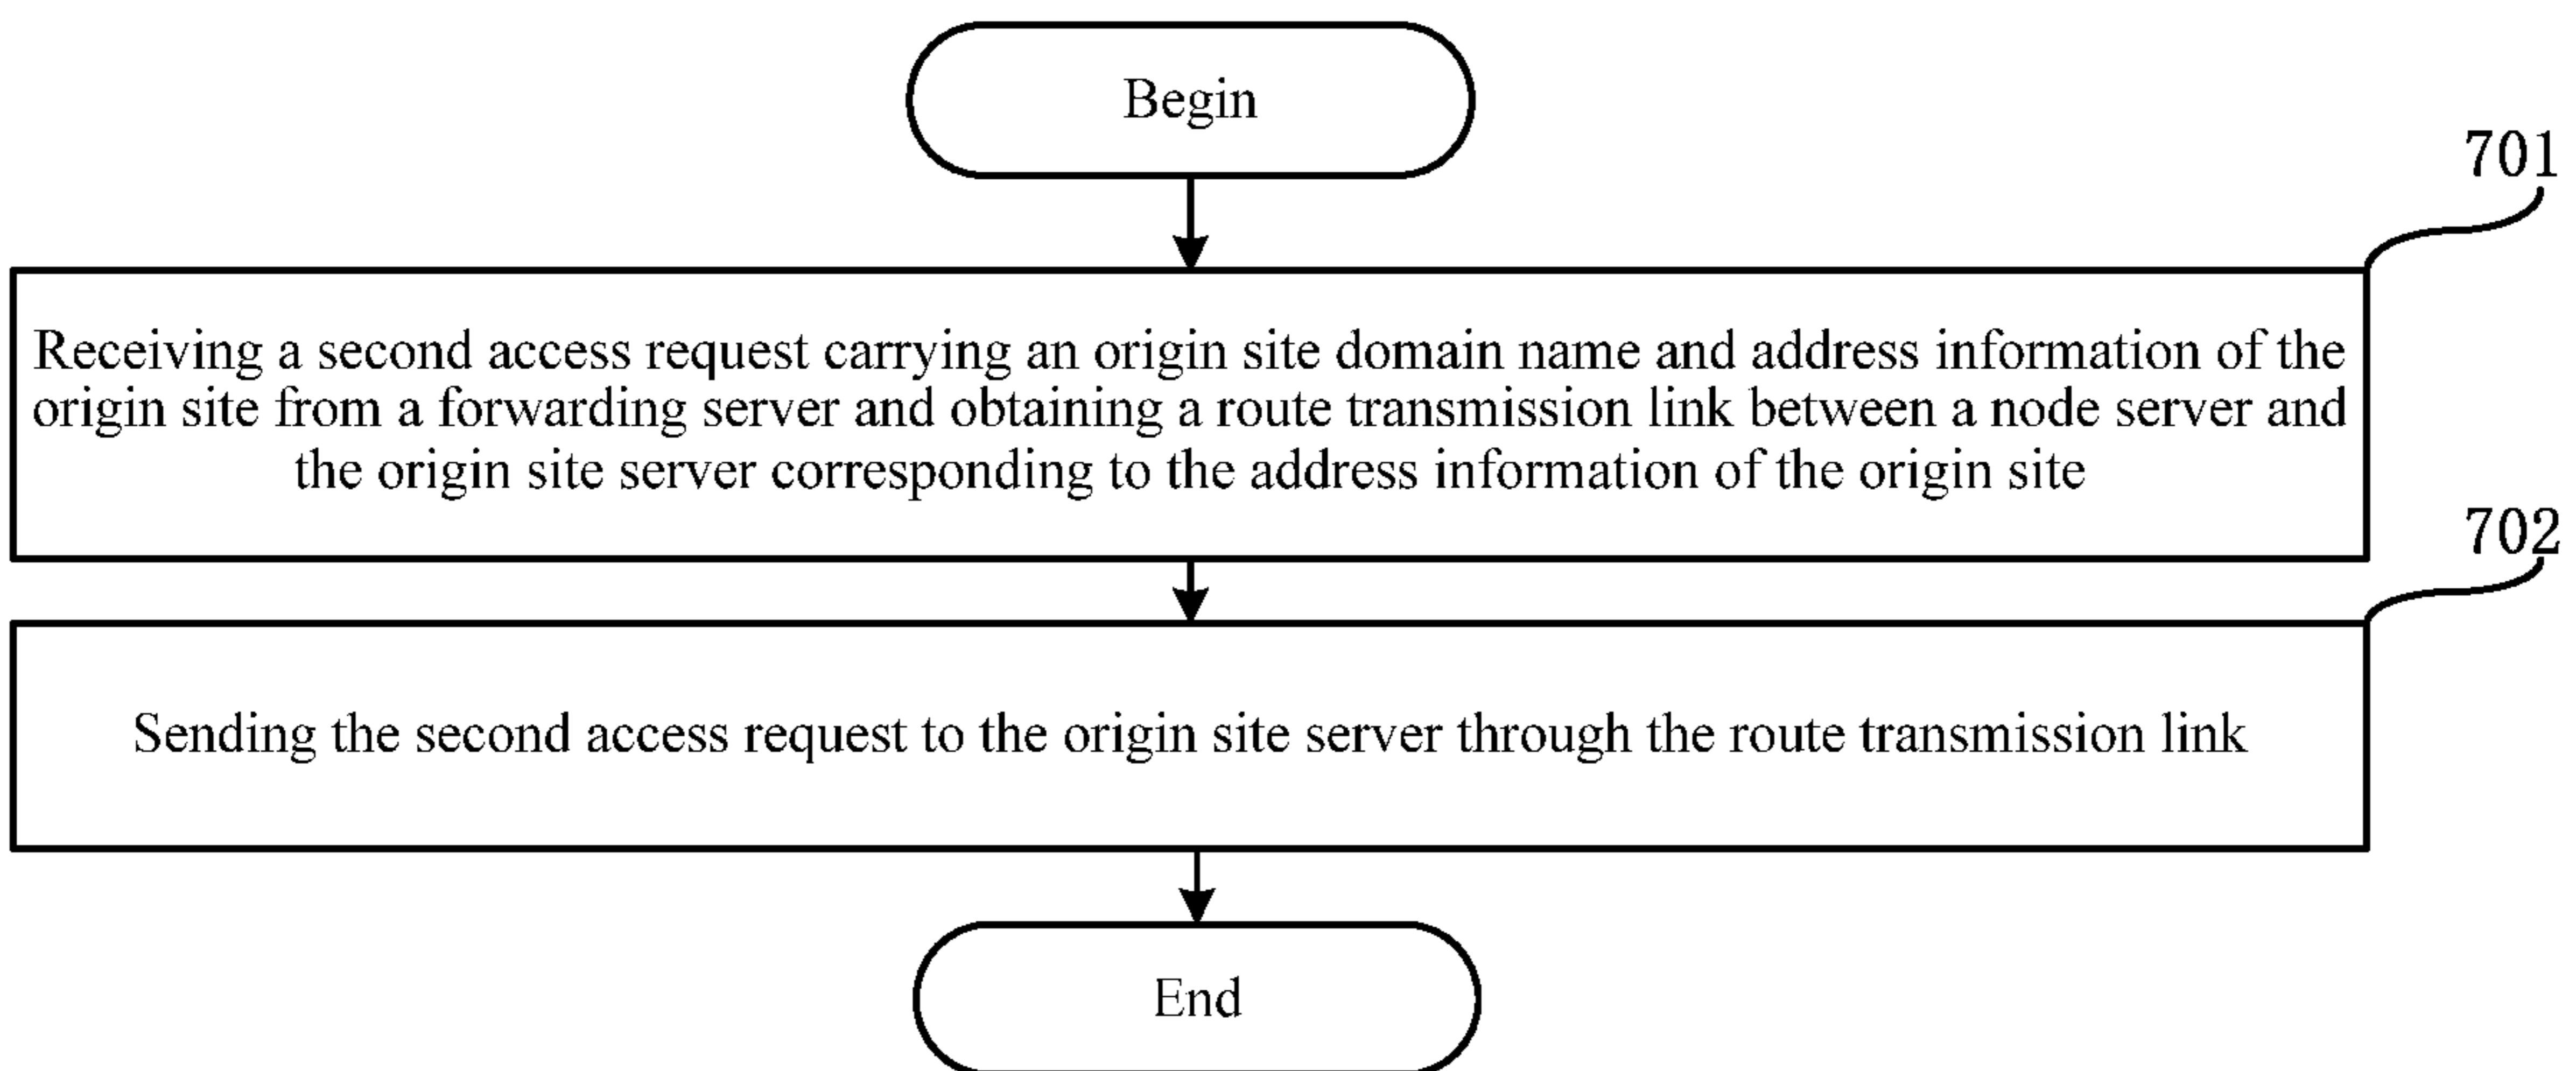 Begin
701
Receiving a second access request carrying an origin site domain name and address information of the
origin site from a forwarding server and obtaining a route transmission link between a node server and
the origin site server corresponding to the address information of the origin site
702
Sending the second access request to the origin site server through the route transmission link
End